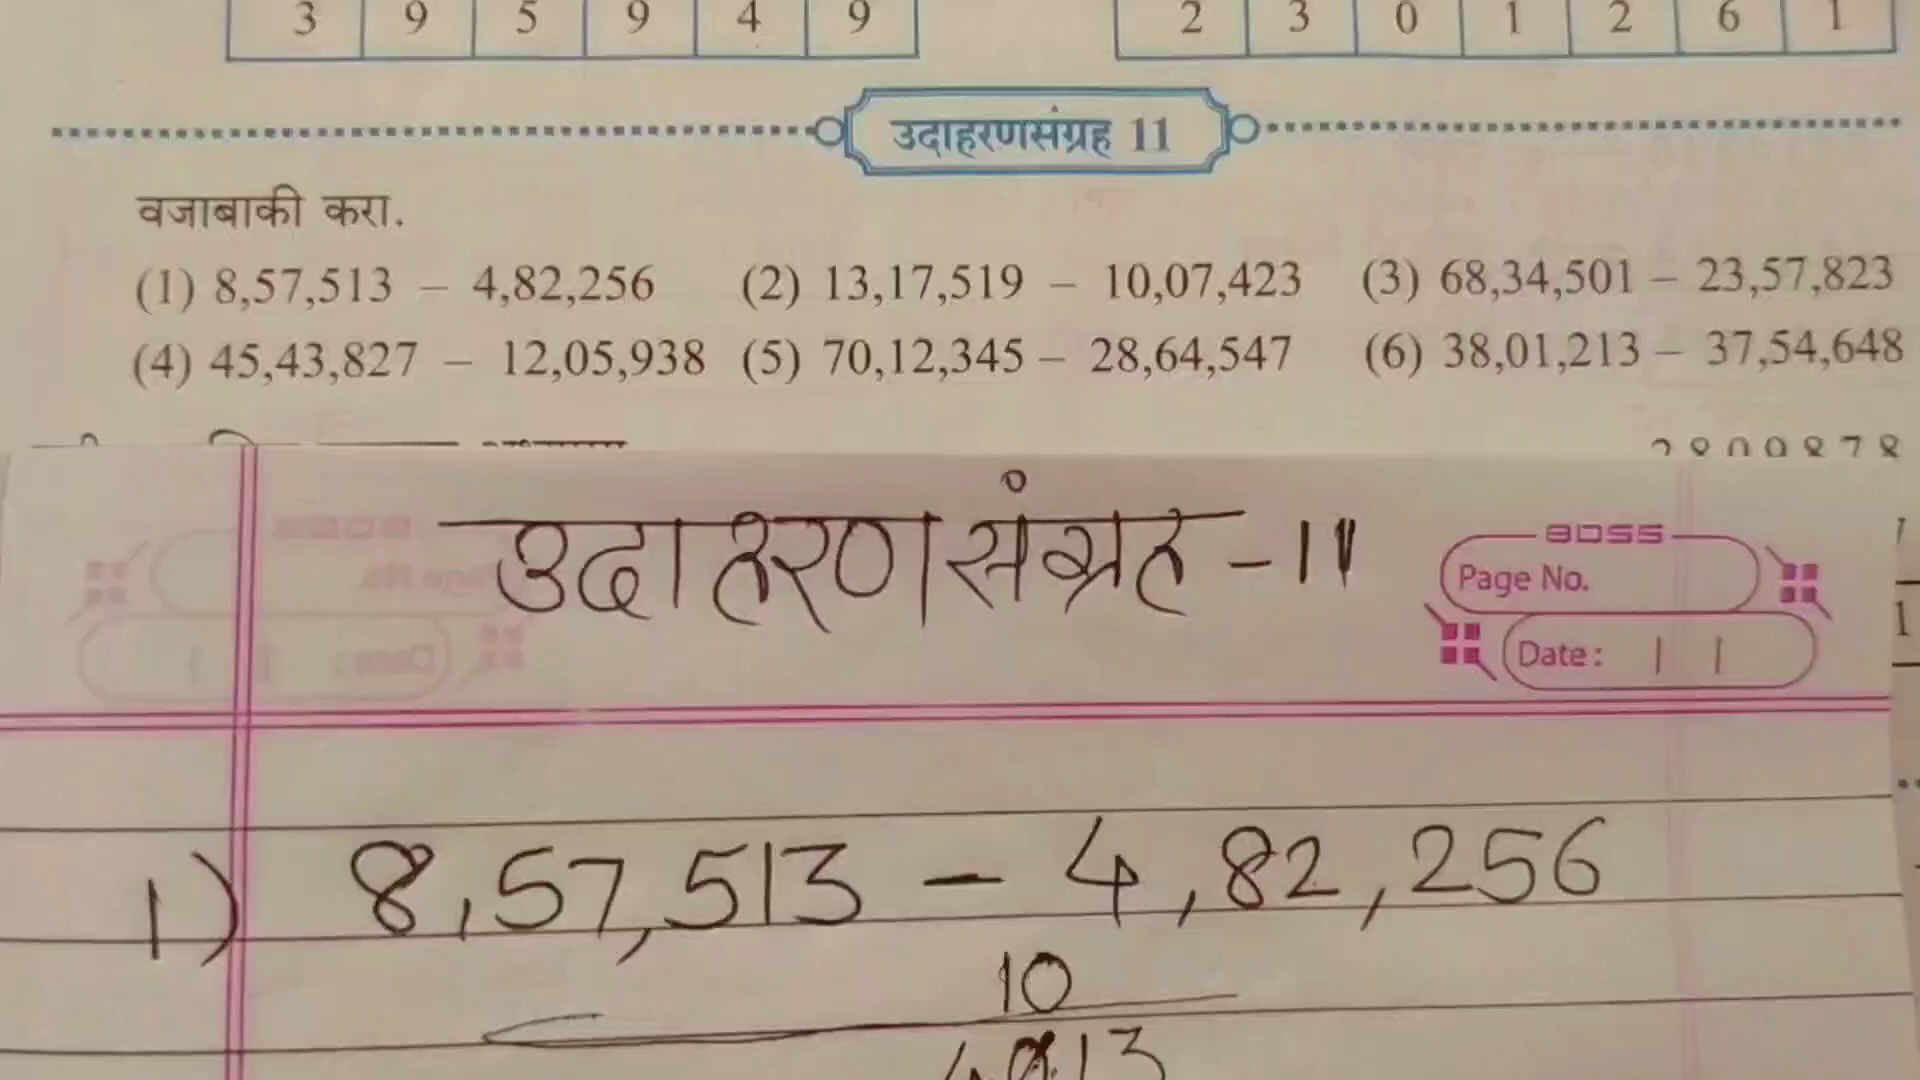 3 9 5 9 4 9 2 3 0 1 2 6 1
उदाहरणसंग्रह 11
वजाबाकी करा.
(1) 8,57,513 – 4,82,256 (2) 13,17,519 – 10,07,423 (3) 68,34,501 – 23,57,823
(4) 45,43,827 – 12,05,938 (5) 70,12,345 – 28,64,547 (6) 38,01,213 – 37,54,648
उदाहरणसंग्रह - 11
BOSS
Page No.
Date :
1) 8,57,513 – 4,82,256
10